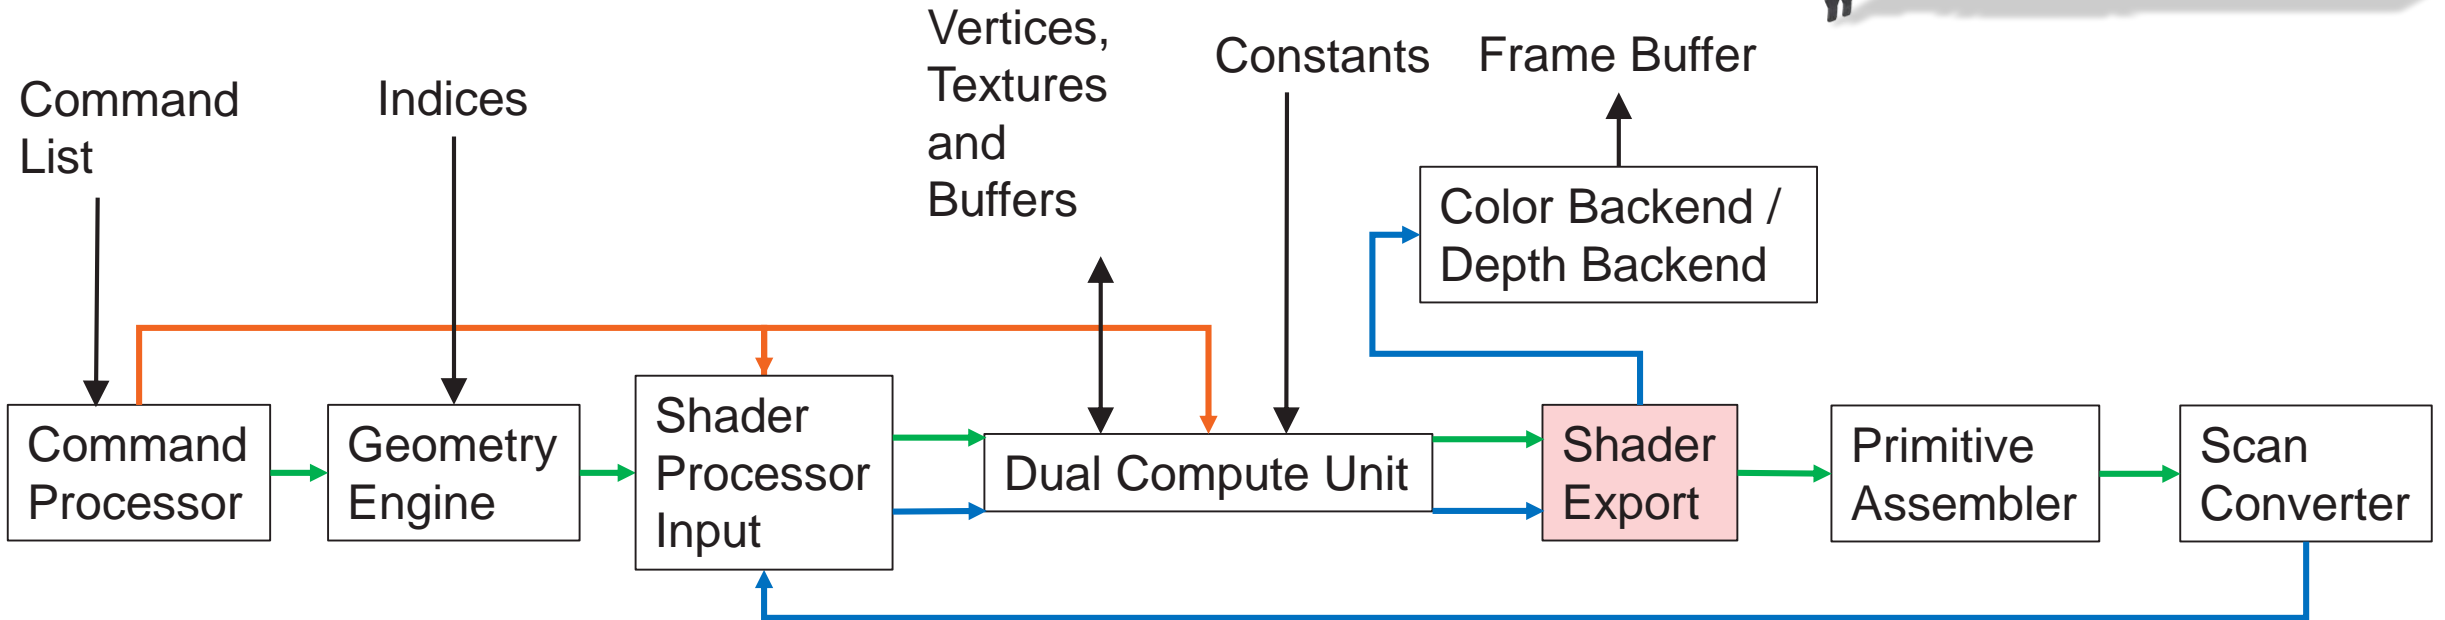 Command
List
Indices
Vertices,
Textures
and
Buffers
Constants
Frame Buffer
Color Backend /
Depth Backend
Command
Processor
Geometry
Engine
Shader
Processor
Input
Dual Compute Unit
Shader
Export
Primitive
Assembler
Scan
Converter